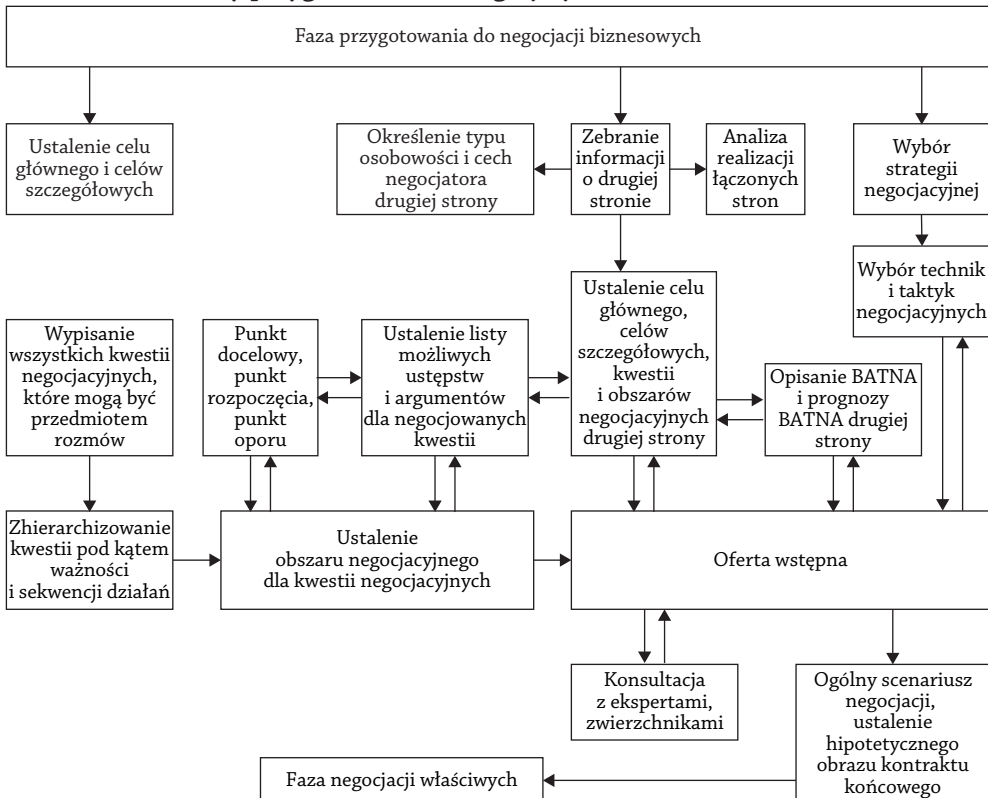 Faza przygotowania do negocjacji biznesowych
Ustalenie celu
głównego i celów
szczegółowych
Określenie typu
osobowości i cech
negocjatora
drugiej strony
Zebranie
informacji
o drugiej
stronie
Analiza
realizacji
łączonych
stron
Wybór
strategii
negocjacyjnej
Wybór technik
i taktyk
negocjacyjnych
Wypisanie
wszystkich kwestii
negocjacyjnych,
które mogą być
przedmiotem
rozmów
Punkt
docelowy,
punkt
rozpoczęcia,
punkt
oporu
Ustalenie listy
możliwych
ustępstw
i argumentów
dla negocjowanych
kwestii
Ustalenie celu
głównego,
celów
szczegółowych,
kwestii
i obszarów
negocjacyjnych
drugiej strony
Opisanie BATNA
i prognozy
BATNA drugiej
strony
Zhierarchizowanie
kwestii pod kątem
ważności
i sekwencji działań
Ustalenie
obszaru negocjacyjnego
dla kwestii negocjacyjnych
Oferta wstępna
Konsultacja
z ekspertami,
zwierzchnikami
Ogólny scenariusz
negocjacji,
ustalenie
hipotetycznego
obrazu kontraktu
końcowego
Faza negocjacji właściwych